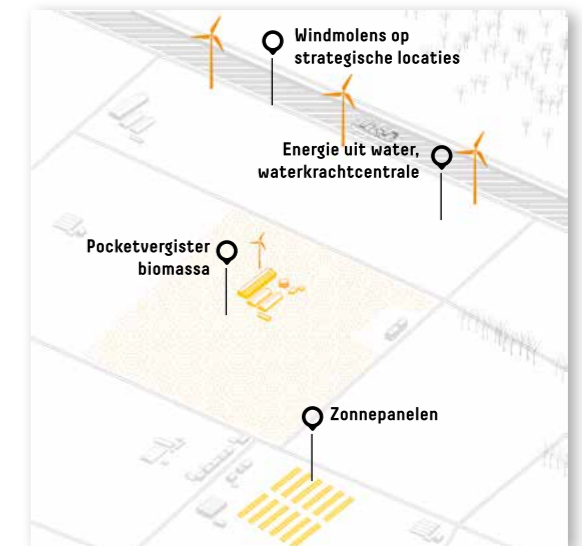 Windmolens op
strategische locaties
Energie uit water,
waterkrachtcentrale
Pocketvergister
biomassa
Zonnepanelen